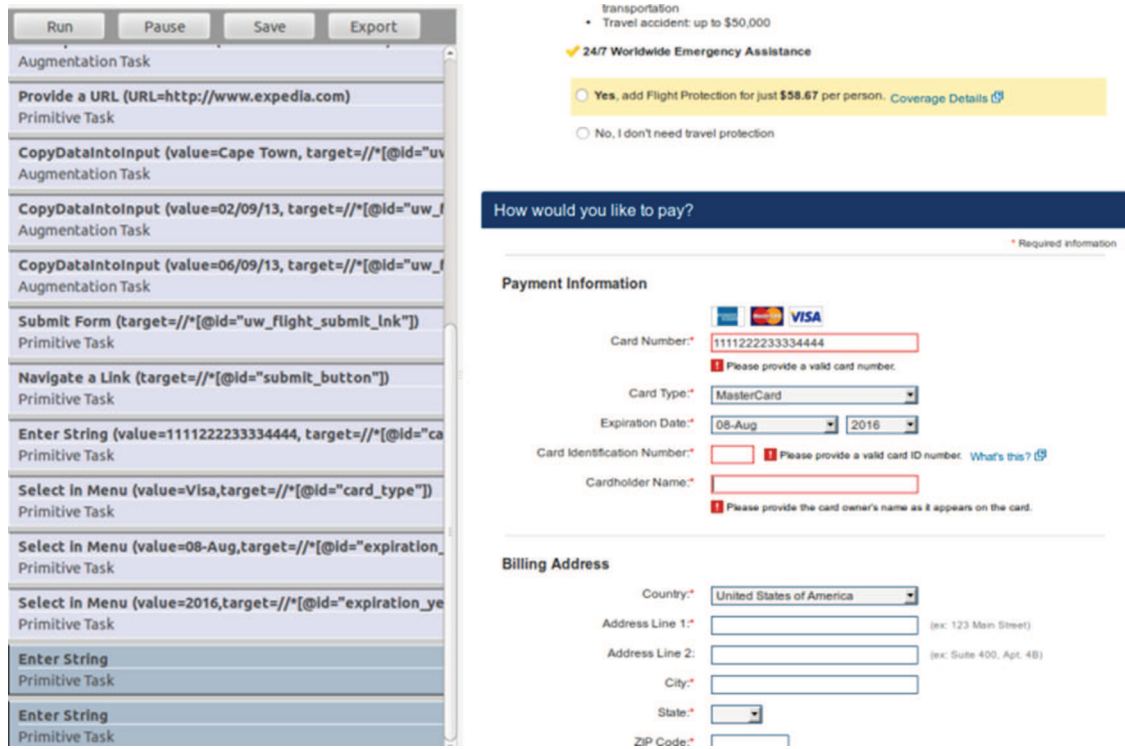 Run Pause Save Export
Augmentation Task
Provide a URL (URL=http://www.expedia.com)
Primitive Task
CopyDataIntoInput (value=Cape Town, target=//*[@id="uw
Augmentation Task
CopyDataIntoInput (value=02/09/13, target=//*[@id="uw_f
Augmentation Task
CopyDataIntoInput (value=06/09/13, target=//*[@id="uw_f
Augmentation Task
Submit Form (target=//*[@id="uw_flight_submit_lnk"])
Primitive Task
Navigate a Link (target=//*[@id="submit_button"])
Primitive Task
Enter String (value=1111222233334444, target=//*[@id="ca
Primitive Task
Select in Menu (value=Visa,target=//*[@id="card_type"])
Primitive Task
Select in Menu (value=08-Aug,target=//*[@id="expiration_
Primitive Task
Select in Menu (value=2016,target=//*[@id="expiration_ye
Primitive Task
Enter String
Primitive Task
Enter String
Primitive Task
transportation
• Travel accident: up to $50,000
24/7 Worldwide Emergency Assistance
Yes, add Flight Protection for just $58.67 per person. Coverage Details
No, I don't need travel protection
How would you like to pay?
* Required information
Payment Information
MasterCard VISA
Card Number:* 1111222233334444
! Please provide a valid card number.
Card Type:* MasterCard
Expiration Date:* 08-Aug 2016
Card Identification Number:* ! Please provide a valid card ID number. What's this?
Cardholder Name:*
! Please provide the card owner's name as it appears on the card.
Billing Address
Country:* United States of America
Address Line 1:* (ex: 123 Main Street)
Address Line 2: (ex: Suite 400, Apt. 4B)
City:*
State:*
ZIP Code:*